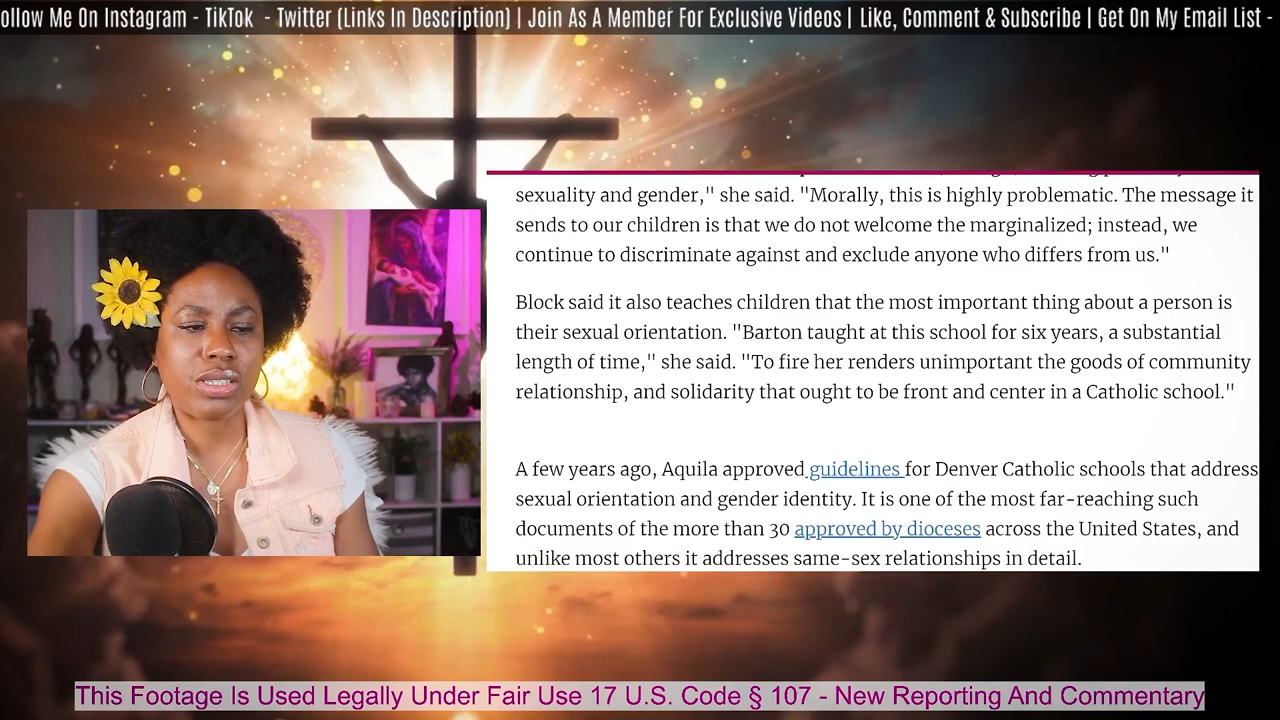 ollow Me On Instagram - TikTok - Twitter (Links In Description) | Join As A Member For Exclusive Videos | Like, Comment & Subscribe | Get On My Email List -
sexuality and gender," she said. "Morally, this is highly problematic. The message it
sends to our children is that we do not welcome the marginalized; instead, we
continue to discriminate against and exclude anyone who differs from us."
Block said it also teaches children that the most important thing about a person is
their sexual orientation. "Barton taught at this school for six years, a substantial
length of time," she said. "To fire her renders unimportant the goods of community
relationship, and solidarity that ought to be front and center in a Catholic school."
A few years ago, Aquila approved guidelines for Denver Catholic schools that address
sexual orientation and gender identity. It is one of the most far-reaching such
documents of the more than 30 approved by dioceses across the United States, and
unlike most others it addresses same-sex relationships in detail.
This Footage Is Used Legally Under Fair Use 17 U.S. Code § 107 - New Reporting And Commentary